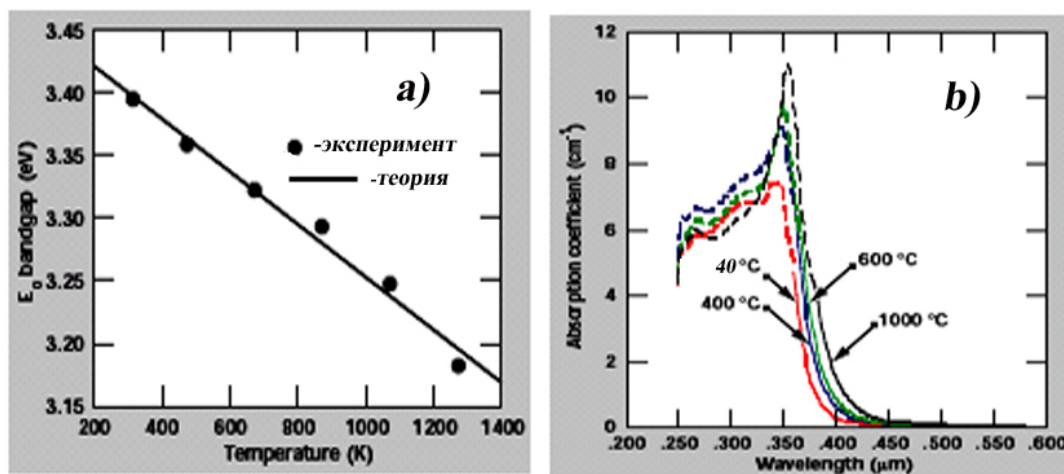 3.45
3.40
3.35
3.30
3.25
3.20
3.15
E₀ bandgap (eV)
a)
-эксперимент
-теория
200 400 600 800 1000 1200 1400
Temperature (K)
12
10
8
6
4
2
0
Absorption coefficient (cm⁻¹)
b)
40°C
600 °C
400 °C
1000 °C
.200 .250 .300 .350 .400 .450 .500 .550 .600
Wavelength (μm)